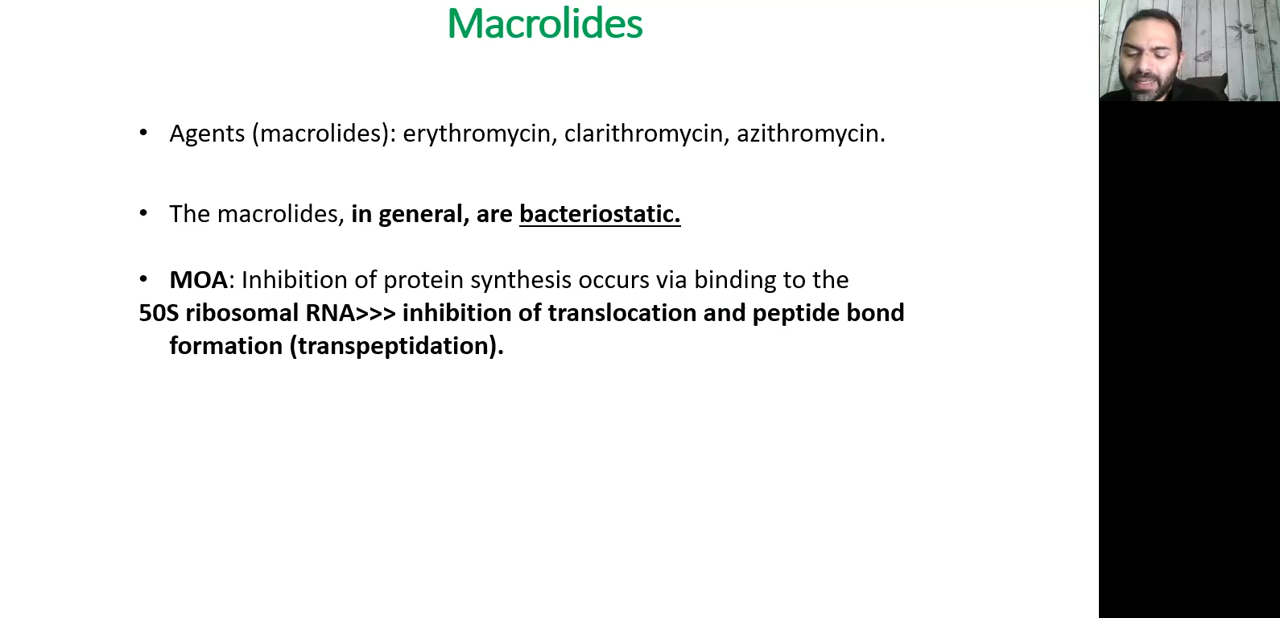 Macrolides
• Agents (macrolides): erythromycin, clarithromycin, azithromycin.
• The macrolides, in general, are bacteriostatic.
• MOA: Inhibition of protein synthesis occurs via binding to the
50S ribosomal RNA>>> inhibition of translocation and peptide bond
formation (transpeptidation).